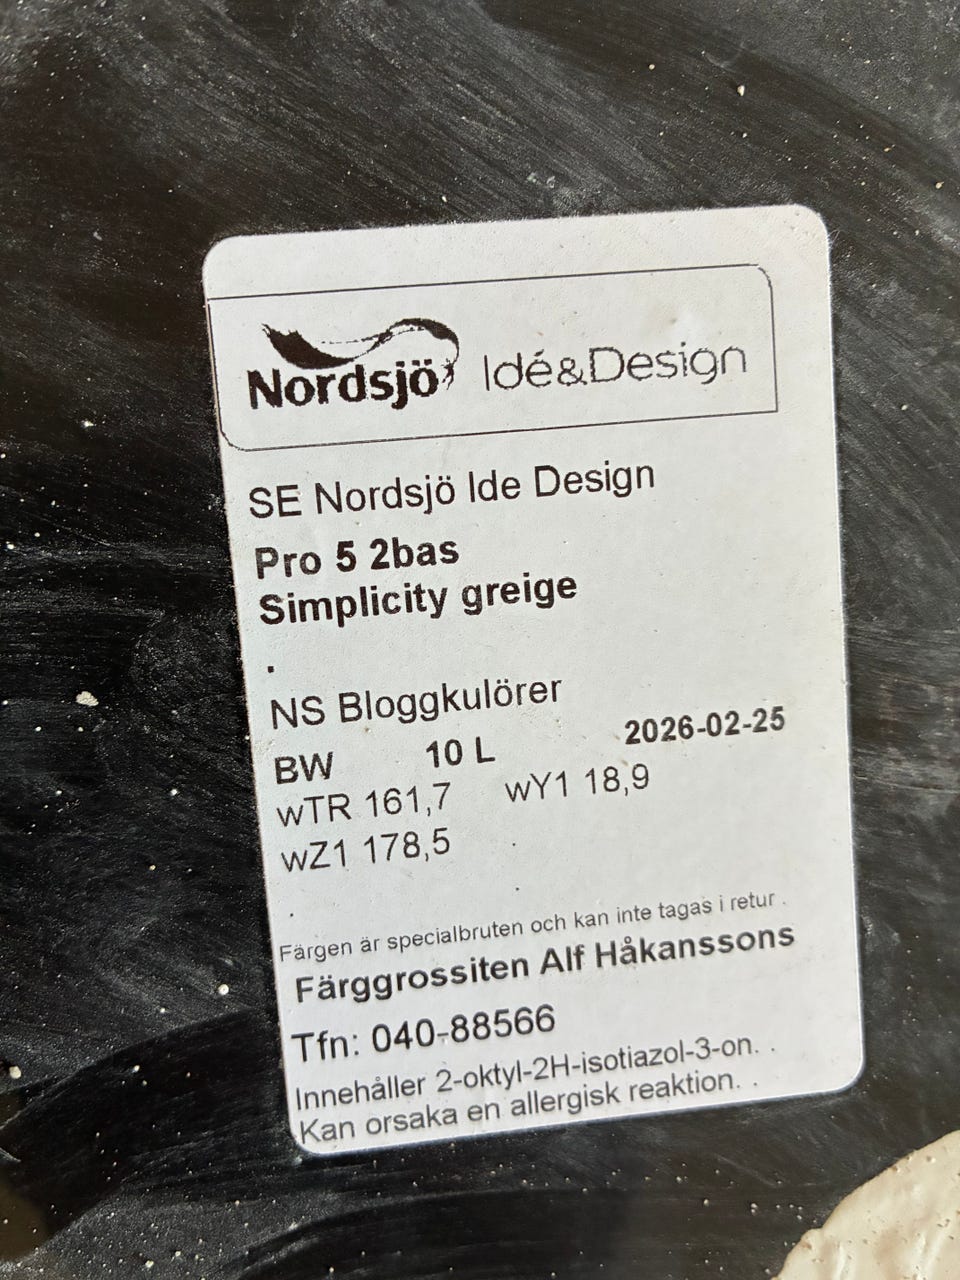 Nordsjö Idé&Design
SE Nordsjö Ide Design
Pro 5 2bas
Simplicity greige
.
NS Bloggkulörer
BW 10 L 2026-02-25
wTR 161,7 wY1 18,9
wZ1 178,5 .
. .
Färgen är specialbruten och kan inte tagas i retur .
Färggrossiten Alf Håkanssons
Tfn: 040-88566
Innehåller 2-oktyl-2H-isotiazol-3-on. .
Kan orsaka en allergisk reaktion. .